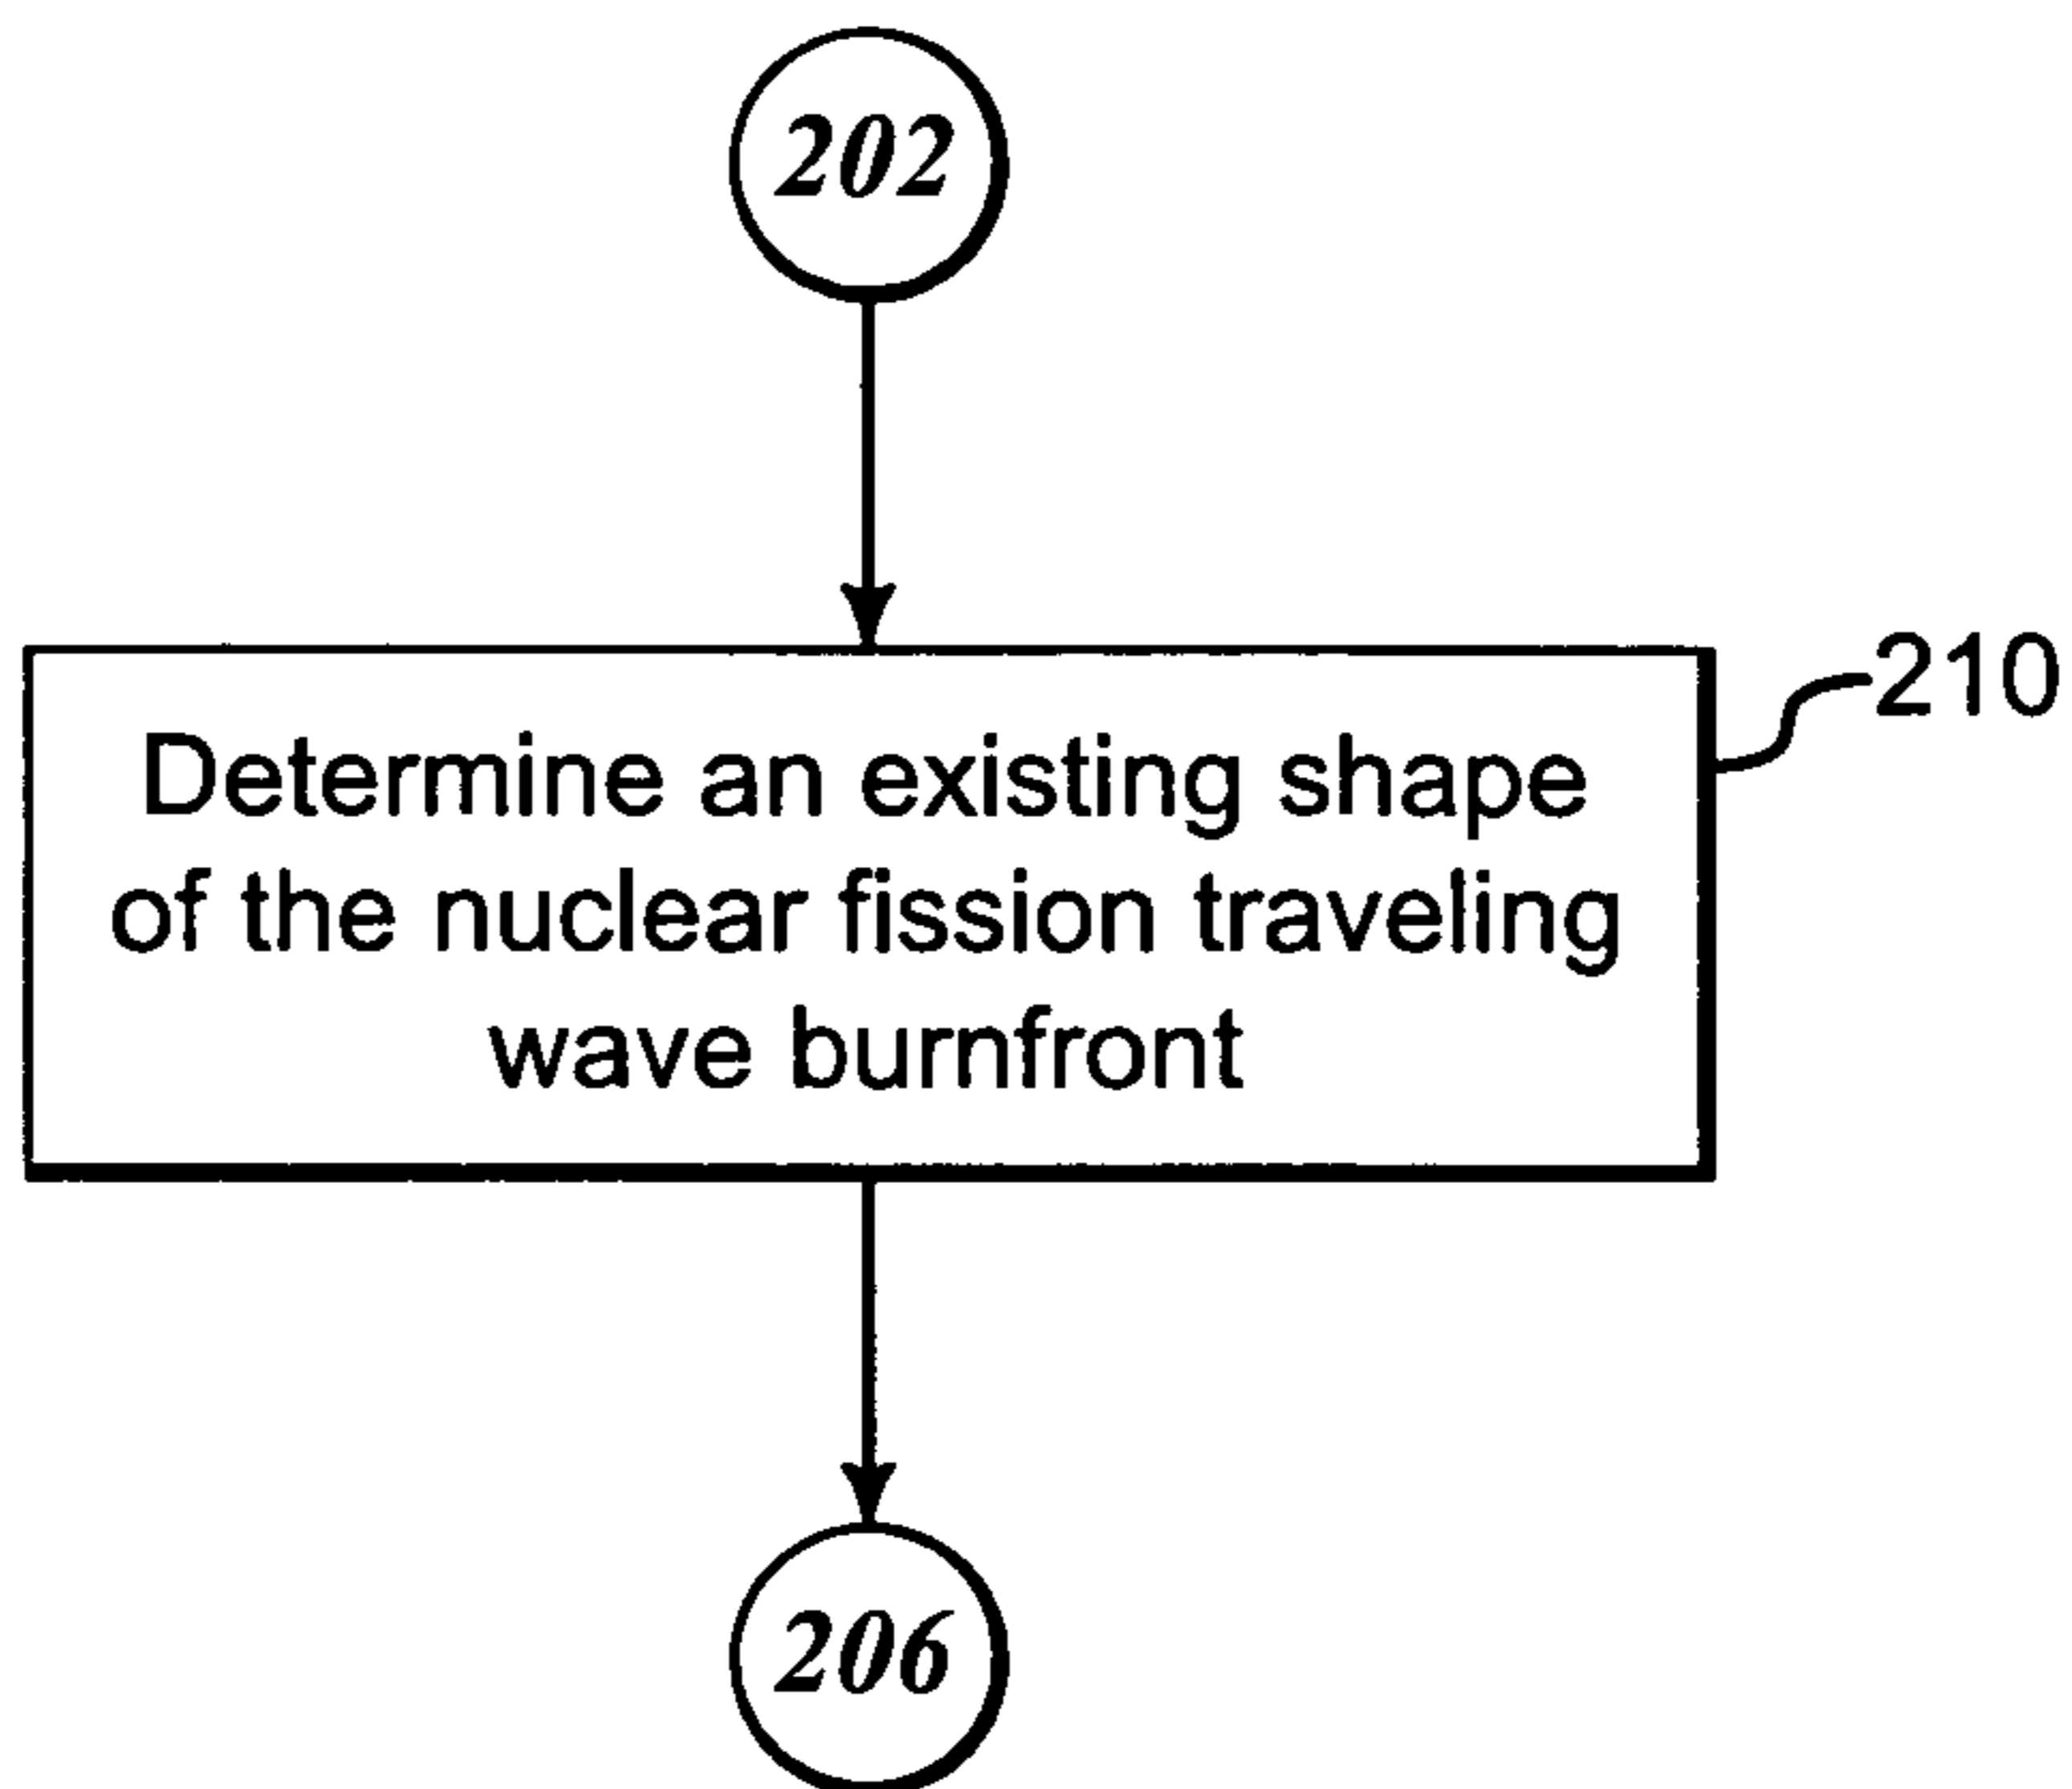 202
210
Determine an existing shape
of the nuclear fission traveling
wave burnfront
206